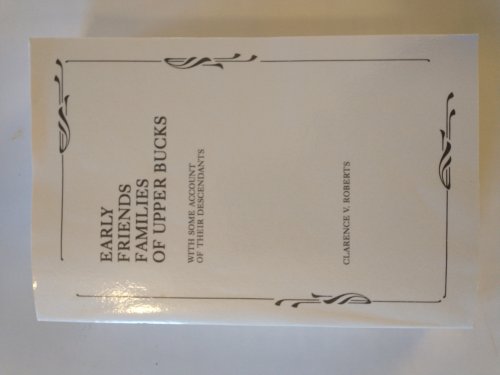 EARLY
FRIENDS
FAMILIES
OF UPPER BUCKS
WITH SOME ACCOUNT
OF THEIR DESCENDANTS
CLARENCE V. ROBERTS